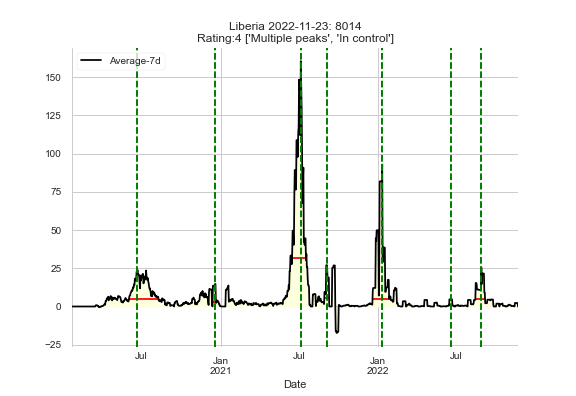 Liberia 2022-11-23: 8014
Rating:4 ['Multiple peaks', 'In control']
Average-7d
150
125
100
75
50
25
0
−25
Jul
Jan
2021
Jul
Jan
2022
Jul
Date